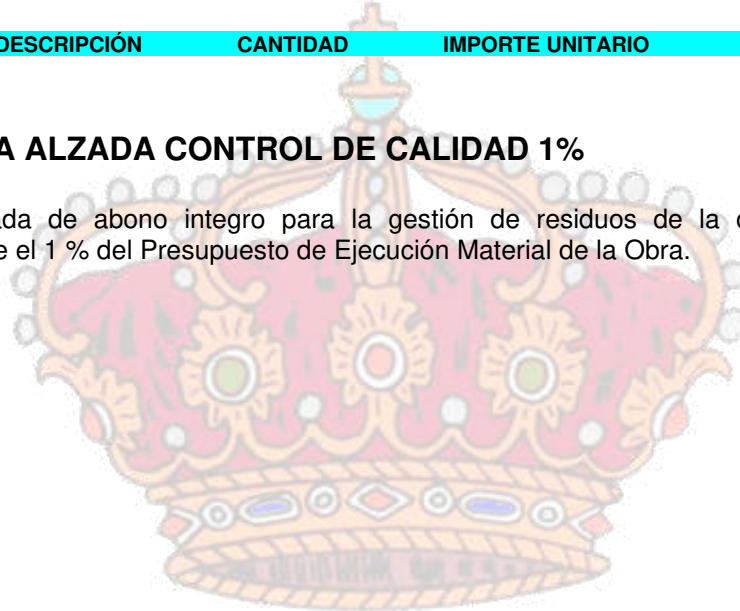 DESCRIPCIÓN CANTIDAD IMPORTE UNITARIO
A ALZADA CONTROL DE CALIDAD 1%
ada de abono integro para la gestión de residuos de la
e el 1 % del Presupuesto de Ejecución Material de la Obra.